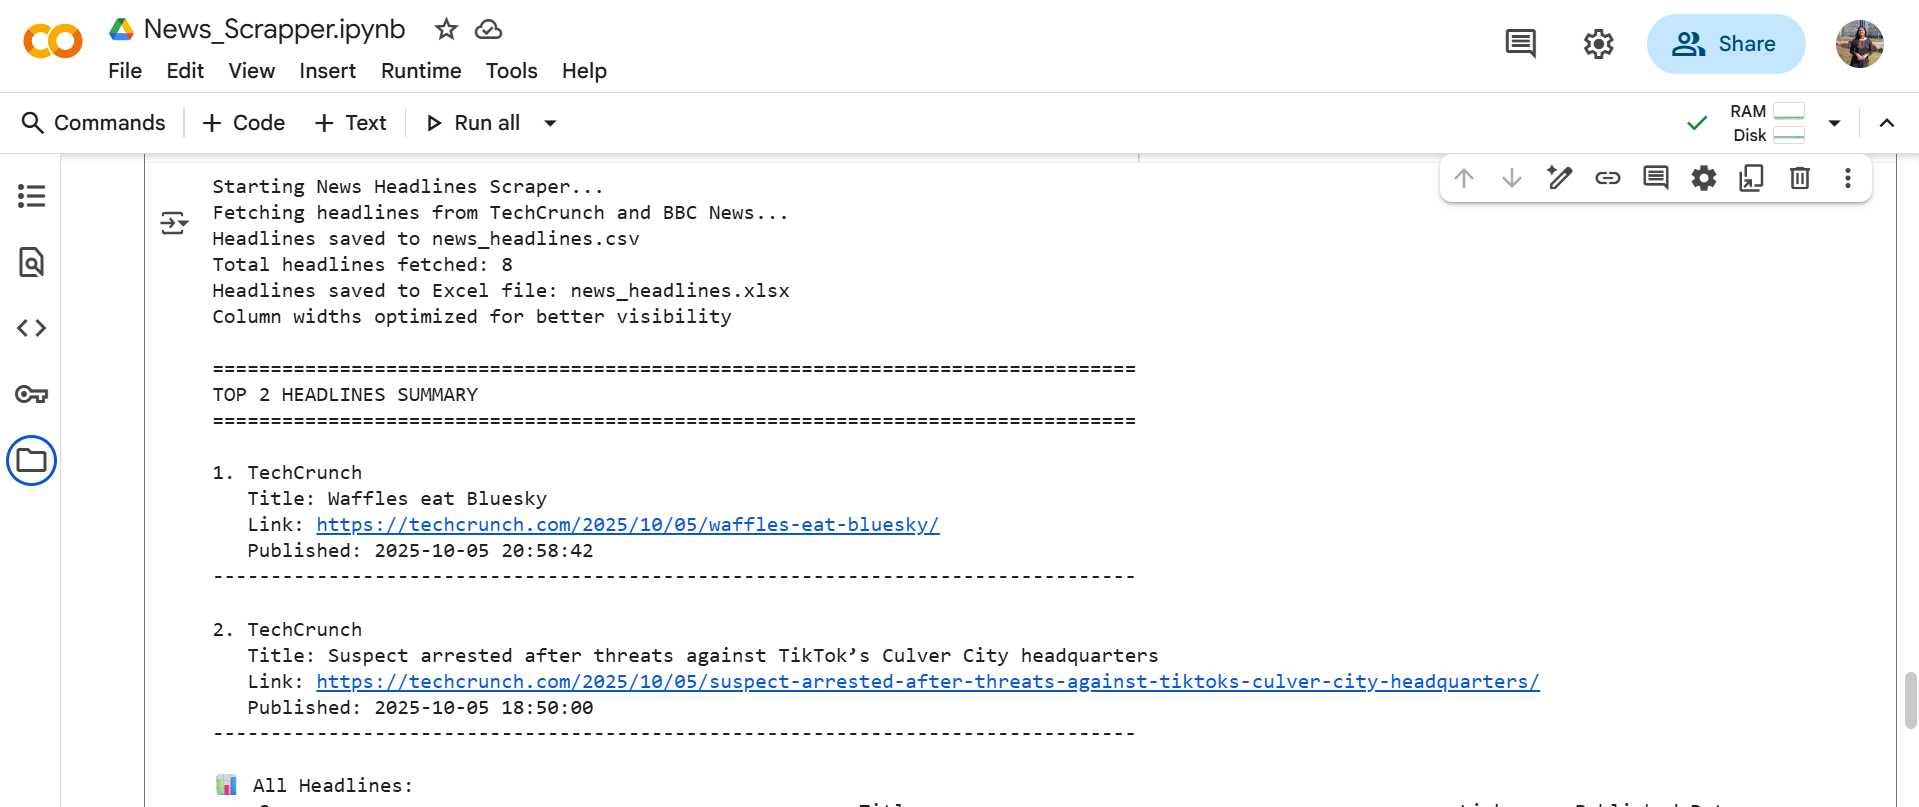 News_Scrapper.ipynb
File Edit View Insert Runtime Tools Help
Share
Commands + Code + Text Run all
RAM
Disk
Starting News Headlines Scraper...
Fetching headlines from TechCrunch and BBC News...
Headlines saved to news_headlines.csv
Total headlines fetched: 8
Headlines saved to Excel file: news_headlines.xlsx
Column widths optimized for better visibility
================================================================================
TOP 2 HEADLINES SUMMARY
================================================================================
1. TechCrunch
Title: Waffles eat Bluesky
Link: https://techcrunch.com/2025/10/05/waffles-eat-bluesky/
Published: 2025-10-05 20:58:42
--------------------------------------------------------------------------------
2. TechCrunch
Title: Suspect arrested after threats against TikTok’s Culver City headquarters
Link: https://techcrunch.com/2025/10/05/suspect-arrested-after-threats-against-tiktoks-culver-city-headquarters/
Published: 2025-10-05 18:50:00
--------------------------------------------------------------------------------
All Headlines: